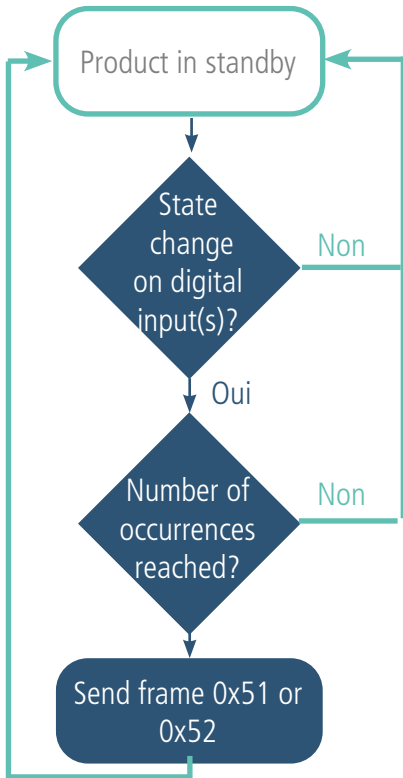 Product in standby
State
change
on digital
input(s)?
Non
Oui
Number of
occurrences
reached?
Non
Send frame 0x51 or
0x52